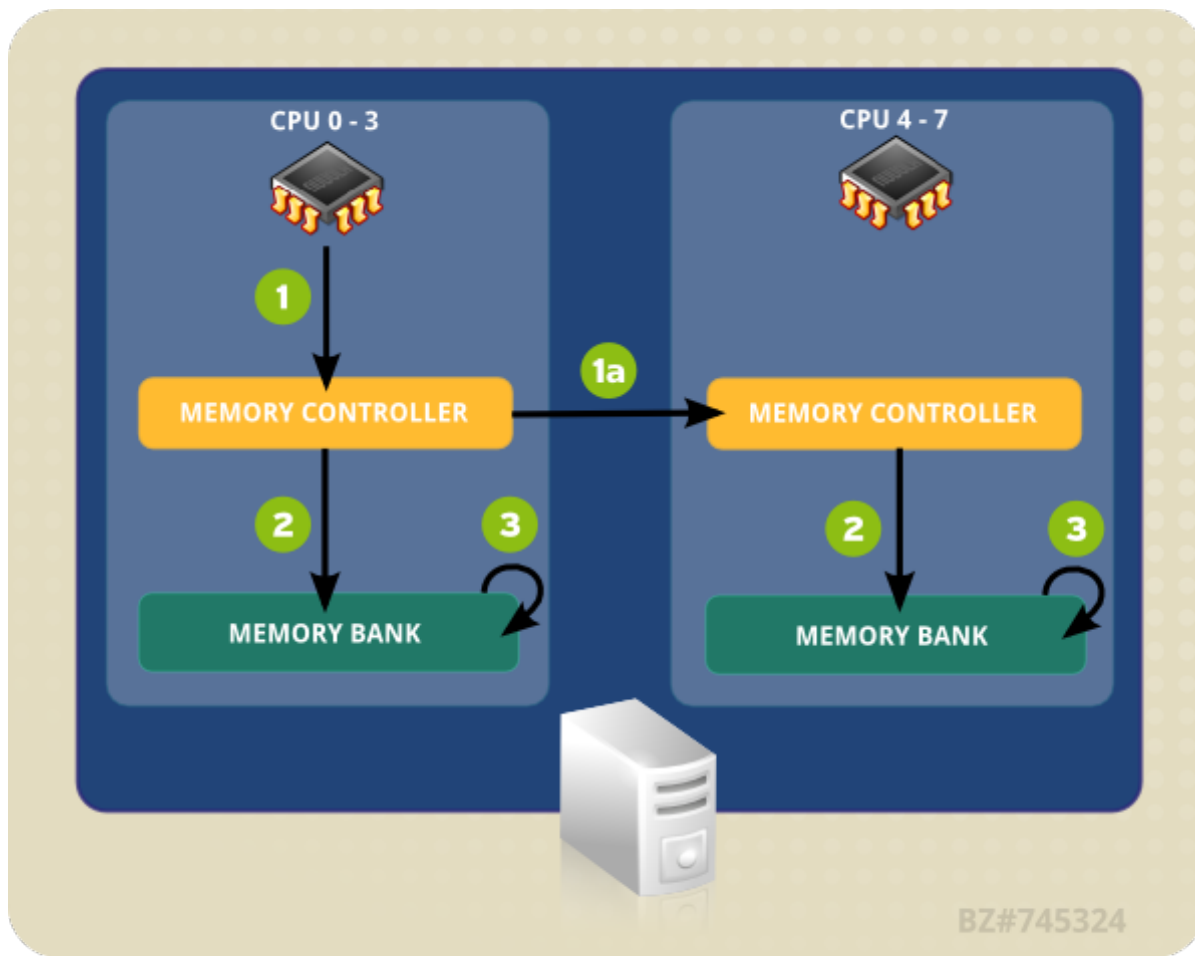 CPU 0 - 3
CPU 4 - 7
1
1a
MEMORY CONTROLLER
MEMORY CONTROLLER
2
3
2
3
MEMORY BANK
MEMORY BANK
BZ#745324